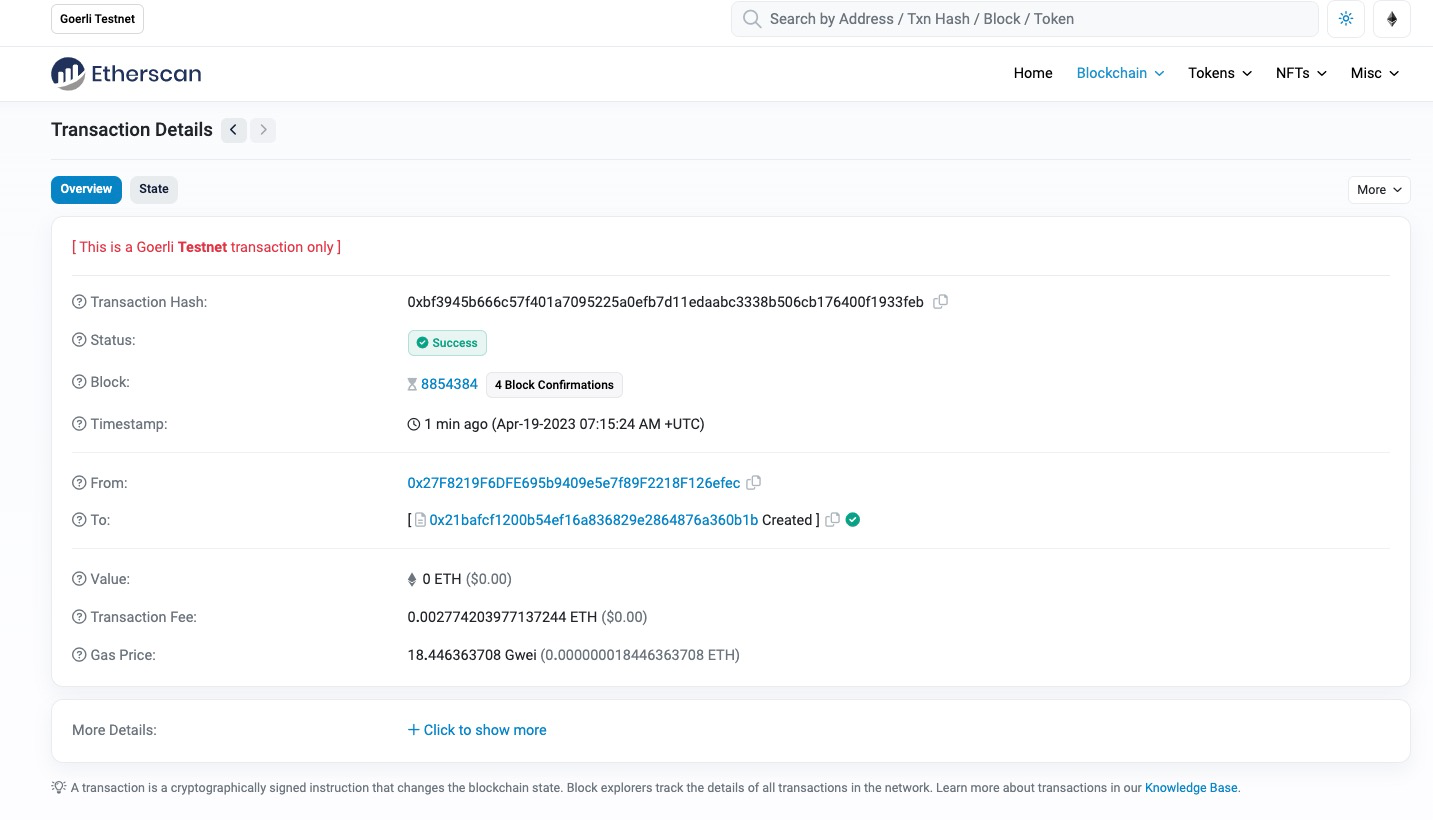 Goerli Testnet
Search by Address / Txn Hash / Block / Token
Etherscan
Home Blockchain Tokens NFTs Misc
Transaction Details
Overview State More
[ This is a Goerli Testnet transaction only ]
Transaction Hash: 0xbf3945b666c57f401a7095225a0efb7d11edaabc3338b506cb176400f1933feb
Status: Success
Block: 8854384 4 Block Confirmations
Timestamp: 1 min ago (Apr-19-2023 07:15:24 AM +UTC)
From: 0x27F8219F6DFE695b9409e5e7f89F2218F126efec
To: [ 0x21bafcf1200b54ef16a836829e2864876a360b1b Created ]
Value: 0 ETH ($0.00)
Transaction Fee: 0.002774203977137244 ETH ($0.00)
Gas Price: 18.446363708 Gwei (0.000000018446363708 ETH)
More Details: + Click to show more
A transaction is a cryptographically signed instruction that changes the blockchain state. Block explorers track the details of all transactions in the network. Learn more about transactions in our Knowledge Base.